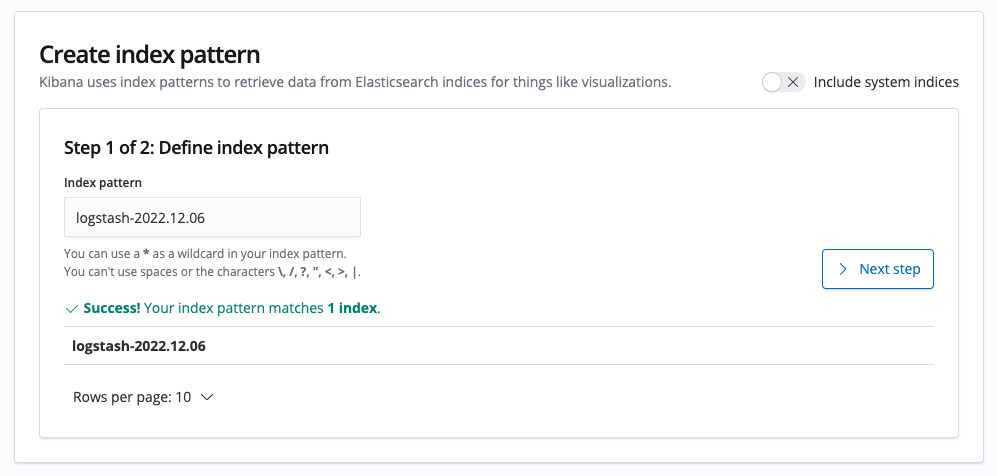 Create index pattern
Kibana uses index patterns to retrieve data from Elasticsearch indices for things like visualizations.
Include system indices
Step 1 of 2: Define index pattern
Index pattern
logstash-2022.12.06
You can use a * as a wildcard in your index pattern.
You can't use spaces or the characters \, /, ?, ", <, >, |.
Next step
Success! Your index pattern matches 1 index.
logstash-2022.12.06
Rows per page: 10